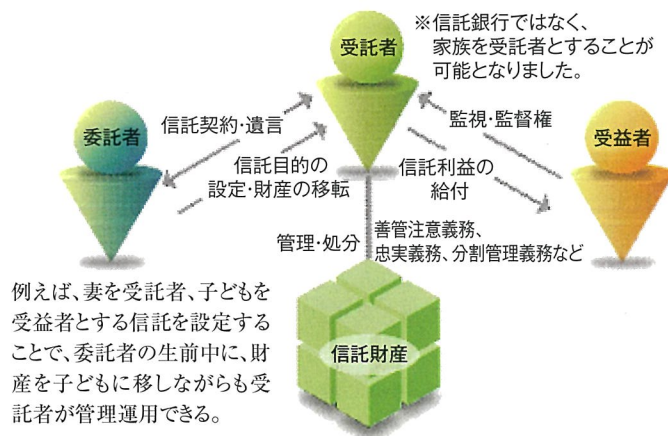 ※信託銀行ではなく、
家族を受託者とすることが
可能となりました。
受託者
委託者
受益者
信託契約・遺言
監視・監督権
信託目的の
設定・財産の移転
信託利益の
給付
管理・処分
善管注意義務、
忠実義務、分割管理義務など
信託財産
例えば、妻を受託者、子どもを
受益者とする信託を設定する
ことで、委託者の生前中に、財
産を子どもに移しながらも受
託者が管理運用できる。